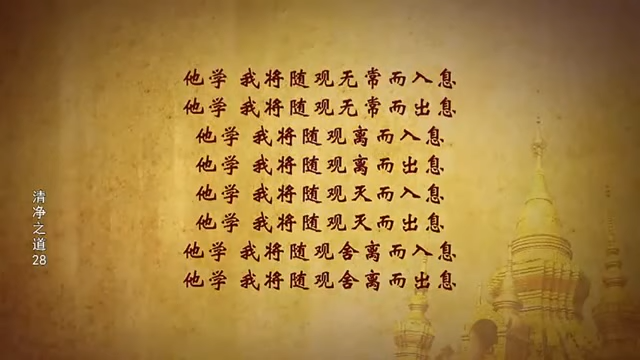 他学 我将随观无常而入息
他学 我将随观无常而出息
他学 我将随观离而入息
他学 我将随观离而出息
他学 我将随观灭而入息
他学 我将随观灭而出息
他学 我将随观舍离而入息
他学 我将随观舍离而出息
清净之道28